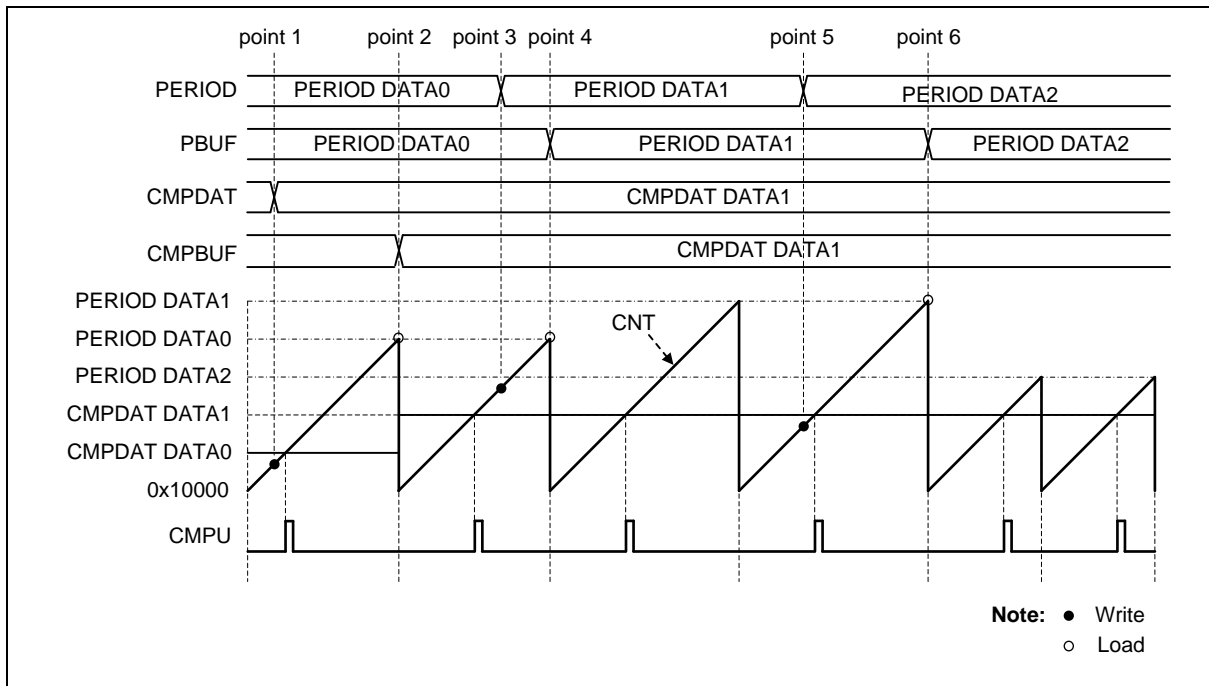 point 1 point 2 point 3 point 4 point 5 point 6
PERIOD PERIOD DATA0 PERIOD DATA1 PERIOD DATA2
PBUF PERIOD DATA0 PERIOD DATA1 PERIOD DATA2
CMPDAT CMPDAT DATA1
CMPBUF CMPDAT DATA1
PERIOD DATA1
CNT
PERIOD DATA0
PERIOD DATA2
CMPDAT DATA1
CMPDAT DATA0
0x10000
CMPU
Note: ● Write
○ Load